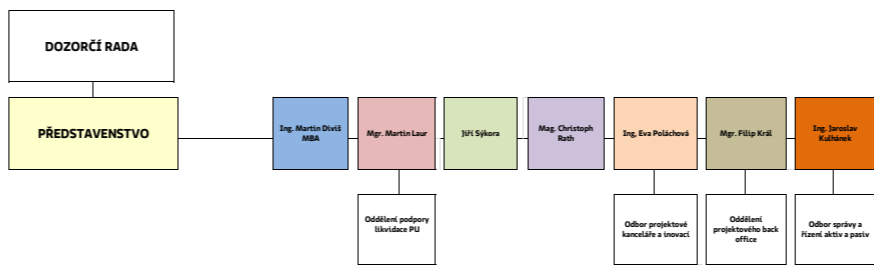 DOZORČÍ RADA
PŘEDSTAVENSTVO
Ing. Martin Diviš
MBA
Mgr. Martin Laur
Jiří Sýkora
Mag. Christoph
Rath
Ing, Eva Poláchová
Mgr. Filip Král
Ing. Jaroslav
Kulhánek
Oddělení podpory
likvidace PU
Odbor projektové
kanceláře a inovací
Oddělení
projektového back
office
Odbor správy a
řízení aktiv a pasiv